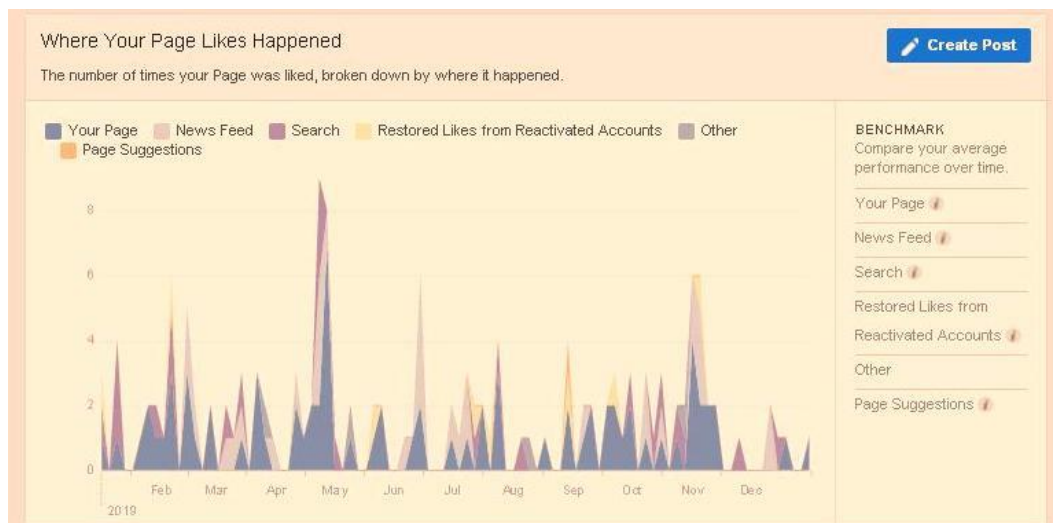 Where Your Page Likes Happened
Create Post
The number of times your Page was liked, broken down by where it happened.
Your Page News Feed Search Restored Likes from Reactivated Accounts Other
Page Suggestions
BENCHMARK
Compare your average
performance over time.
Your Page
News Feed
Search
Restored Likes from
Reactivated Accounts
Other
Page Suggestions
8
6
4
2
0
Feb Mar Apr May Jun Jul Aug Sep Oct Nov Dec
2019